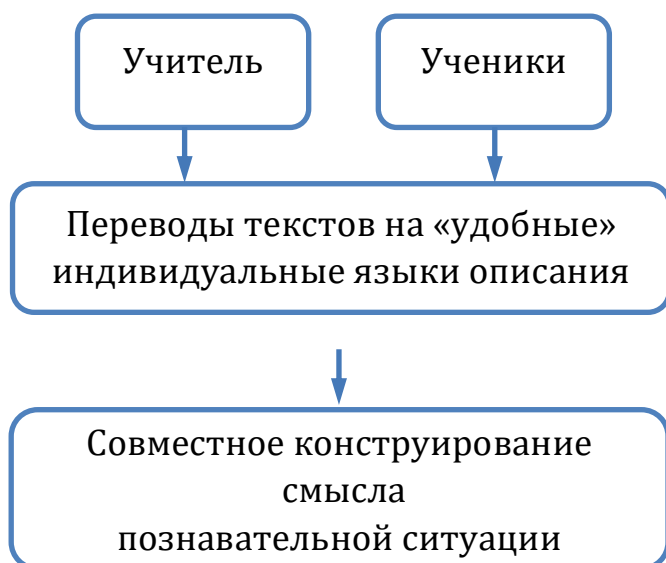 Учитель
Ученики
Переводы текстов на «удобные»
индивидуальные языки описания
Совместное конструирование
смысла
познавательной ситуации